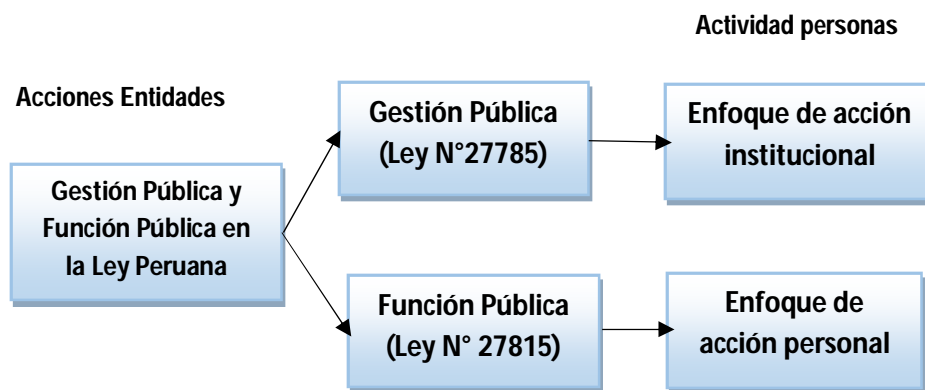 Actividad personas
Acciones Entidades
Gestión Pública y
Función Pública en
la Ley Peruana
Gestión Pública
(Ley N°27785)
Enfoque de acción
institucional
Función Pública
(Ley N° 27815)
Enfoque de
acción personal